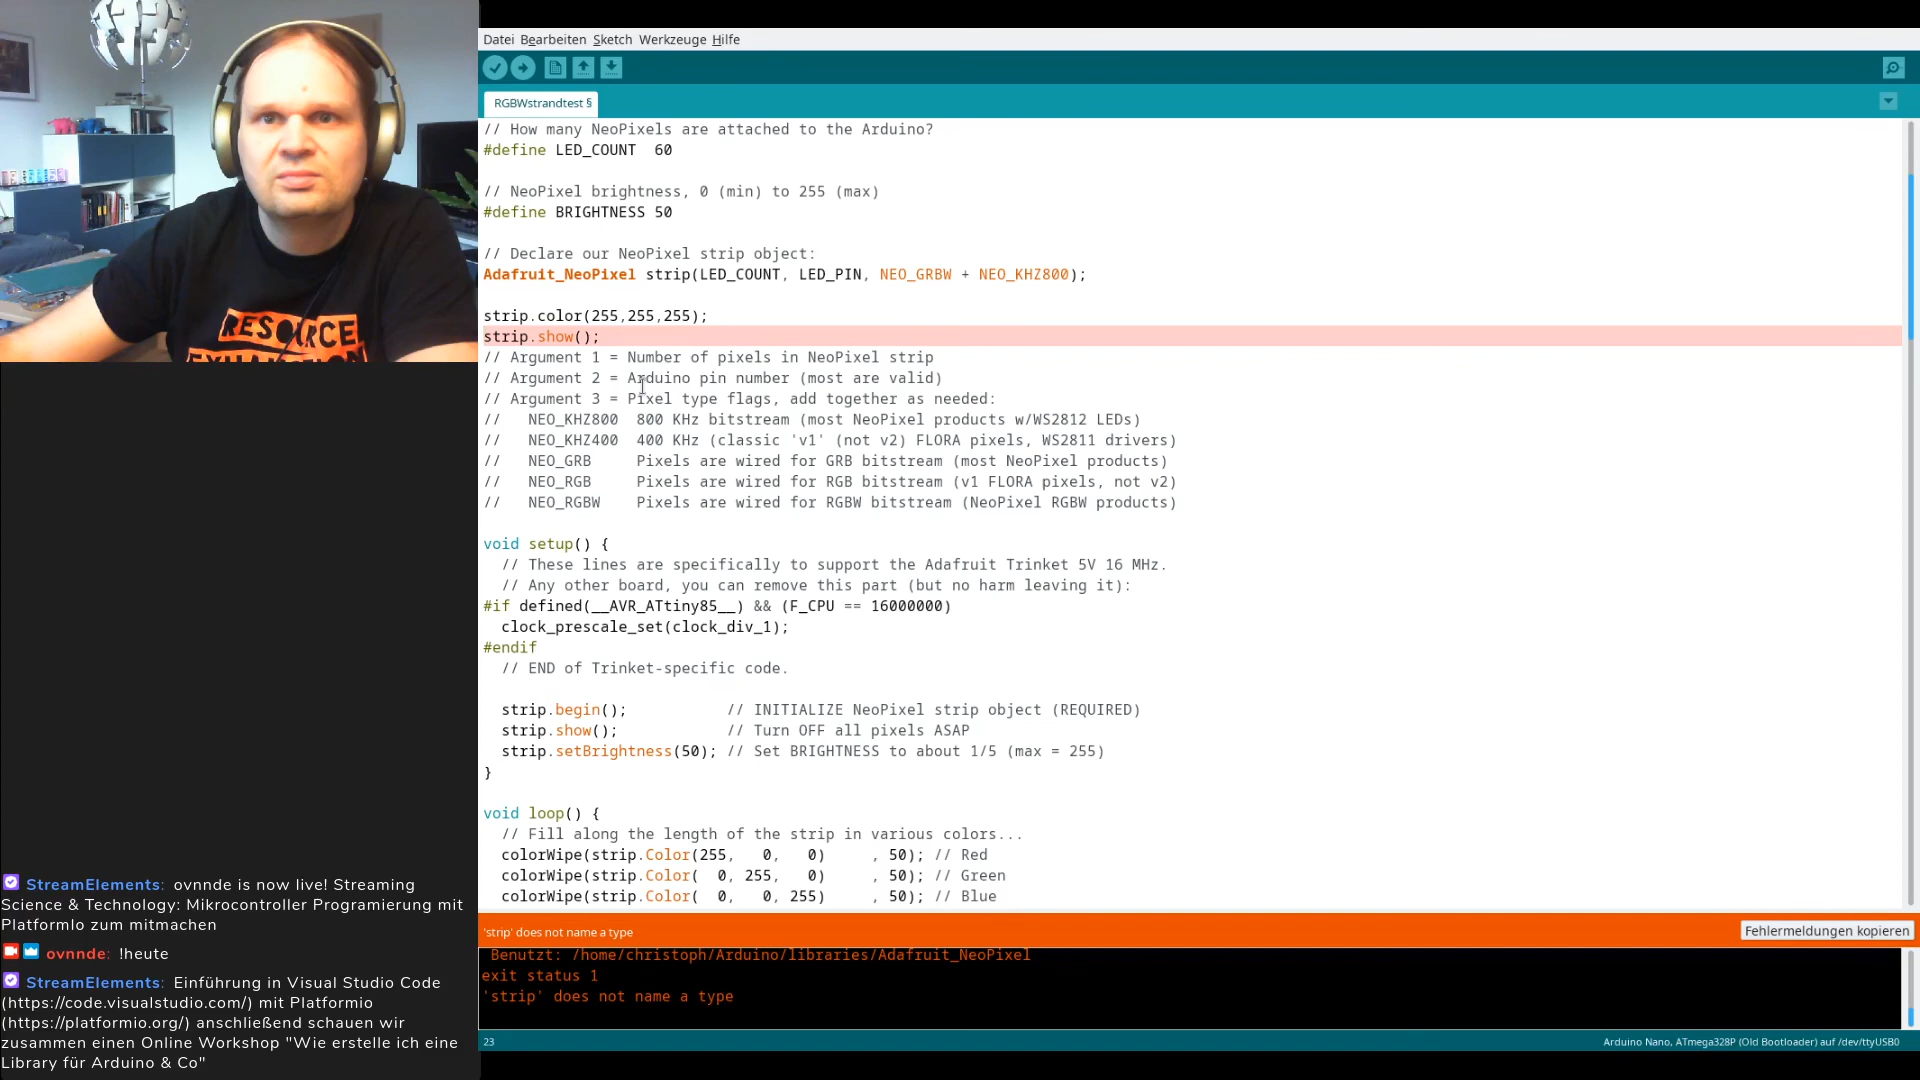 Datei Bearbeiten Sketch Werkzeuge Hilfe
RGBWstrandtest §
// How many NeoPixels are attached to the Arduino?
#define LED_COUNT  60
// NeoPixel brightness, 0 (min) to 255 (max)
#define BRIGHTNESS 50
// Declare our NeoPixel strip object:
Adafruit_NeoPixel strip(LED_COUNT, LED_PIN, NEO_GRBW + NEO_KHZ800);
strip.color(255,255,255);
strip.show();
// Argument 1 = Number of pixels in NeoPixel strip
// Argument 2 = Arduino pin number (most are valid)
// Argument 3 = Pixel type flags, add together as needed:
//   NEO_KHZ800  800 KHz bitstream (most NeoPixel products w/WS2812 LEDs)
//   NEO_KHZ400  400 KHz (classic 'v1' (not v2) FLORA pixels, WS2811 drivers)
//   NEO_GRB     Pixels are wired for GRB bitstream (most NeoPixel products)
//   NEO_RGB     Pixels are wired for RGB bitstream (v1 FLORA pixels, not v2)
//   NEO_RGBW    Pixels are wired for RGBW bitstream (NeoPixel RGBW products)
void setup() {
  // These lines are specifically to support the Adafruit Trinket 5V 16 MHz.
  // Any other board, you can remove this part (but no harm leaving it):
#if defined(__AVR_ATtiny85__) && (F_CPU == 16000000)
  clock_prescale_set(clock_div_1);
#endif
  // END of Trinket-specific code.
  strip.begin();           // INITIALIZE NeoPixel strip object (REQUIRED)
  strip.show();            // Turn OFF all pixels ASAP
  strip.setBrightness(50); // Set BRIGHTNESS to about 1/5 (max = 255)
}
void loop() {
  // Fill along the length of the strip in various colors...
  colorWipe(strip.Color(255,   0,   0)     , 50); // Red
  colorWipe(strip.Color(  0, 255,   0)     , 50); // Green
  colorWipe(strip.Color(  0,   0, 255)     , 50); // Blue
'strip' does not name a type
Fehlermeldungen kopieren
Benutzt: /home/christoph/Arduino/libraries/Adafruit_NeoPixel
exit status 1
'strip' does not name a type
23
Arduino Nano, ATmega328P (Old Bootloader) auf /dev/ttyUSB0
RESOURCE
StreamElements: ovnnde is now live! Streaming
Science & Technology: Mikrocontroller Programierung mit
PlatformIo zum mitmachen
ovnnde: !heute
StreamElements: Einführung in Visual Studio Code
(https://code.visualstudio.com/) mit Platformio
(https://platformio.org/) anschließend schauen wir
zusammen einen Online Workshop "Wie erstelle ich eine
Library für Arduino & Co"